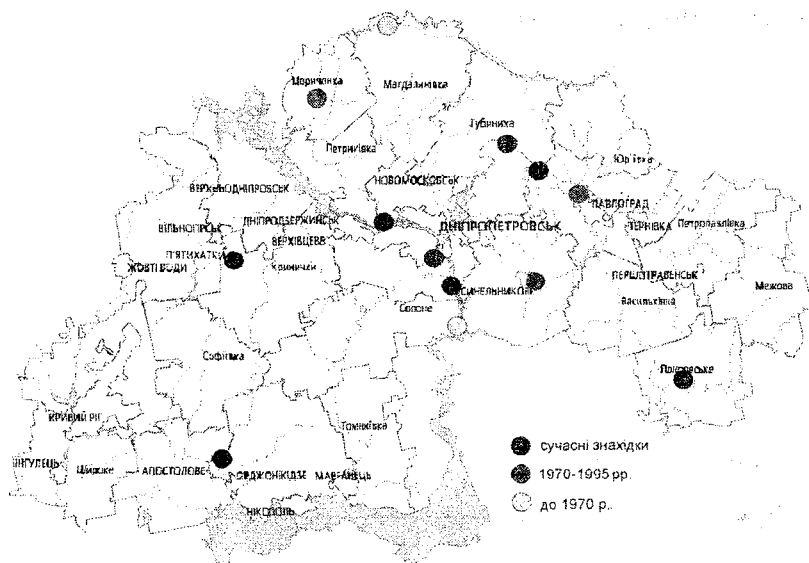 Царичанка
Магдалинівка
Губиниха
Петриківка
Юр'ївка
НОВОМОСКОВСЬК
ВЕРХНЬОДНІПРОВСЬК
ПАВЛОГРАД
ДНІПРОДЗЕРЖИНСЬК
ДНІПРОПЕТРОВСЬК
ВІЛЬНОГІРСЬК
ТЕРНІВКА
Петропавлівка
ВЕРХІВЦЕВЕ
П'ЯТИХАТКИ
ЖОВТІ ВОДИ
Кринички
ПЕРШОТРАВЕНСЬК
СИНЕЛЬНИКОВЕ
Межова
Васильківка
Солоне
Софіївка
Покровське
КРИВИЙ РІГ
Томаківка
ІНГУЛЕЦЬ
Широке
АПОСТОЛОВЕ
ОРДЖОНІКІДЗЕ
МАРГАНЕЦЬ
НІКОПОЛЬ
сучасні знахідки
1970-1995 рр.
до 1970 р.